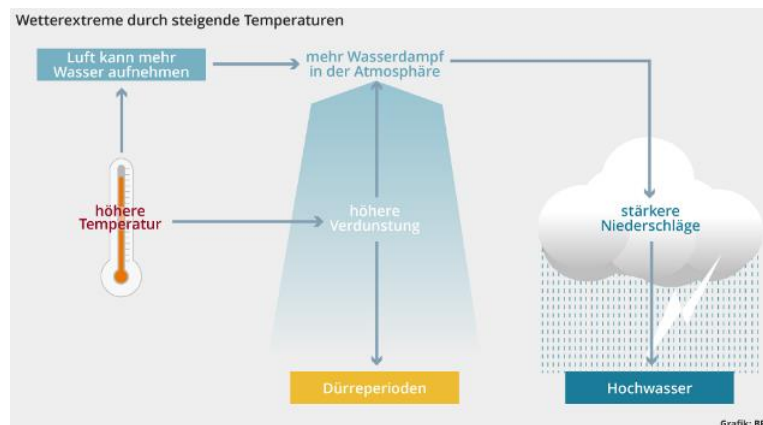 Wetterextreme durch steigende Temperaturen
Luft kann mehr
Wasser aufnehmen
mehr Wasserdampf
in der Atmosphäre
höhere
Temperatur
höhere
Verdunstung
stärkere
Niederschläge
Dürreperioden
Hochwasser
Grafik: